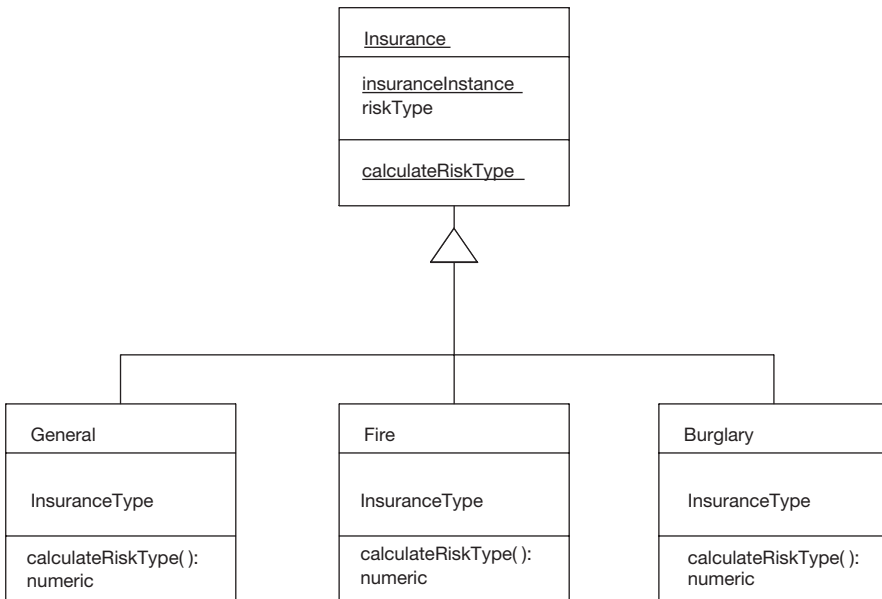 Insurance
insuranceInstance
riskType
calculateRiskType
General
InsuranceType
calculateRiskType( ):
numeric
Fire
InsuranceType
calculateRiskType( ):
numeric
Burglary
InsuranceType
calculateRiskType( ):
numeric